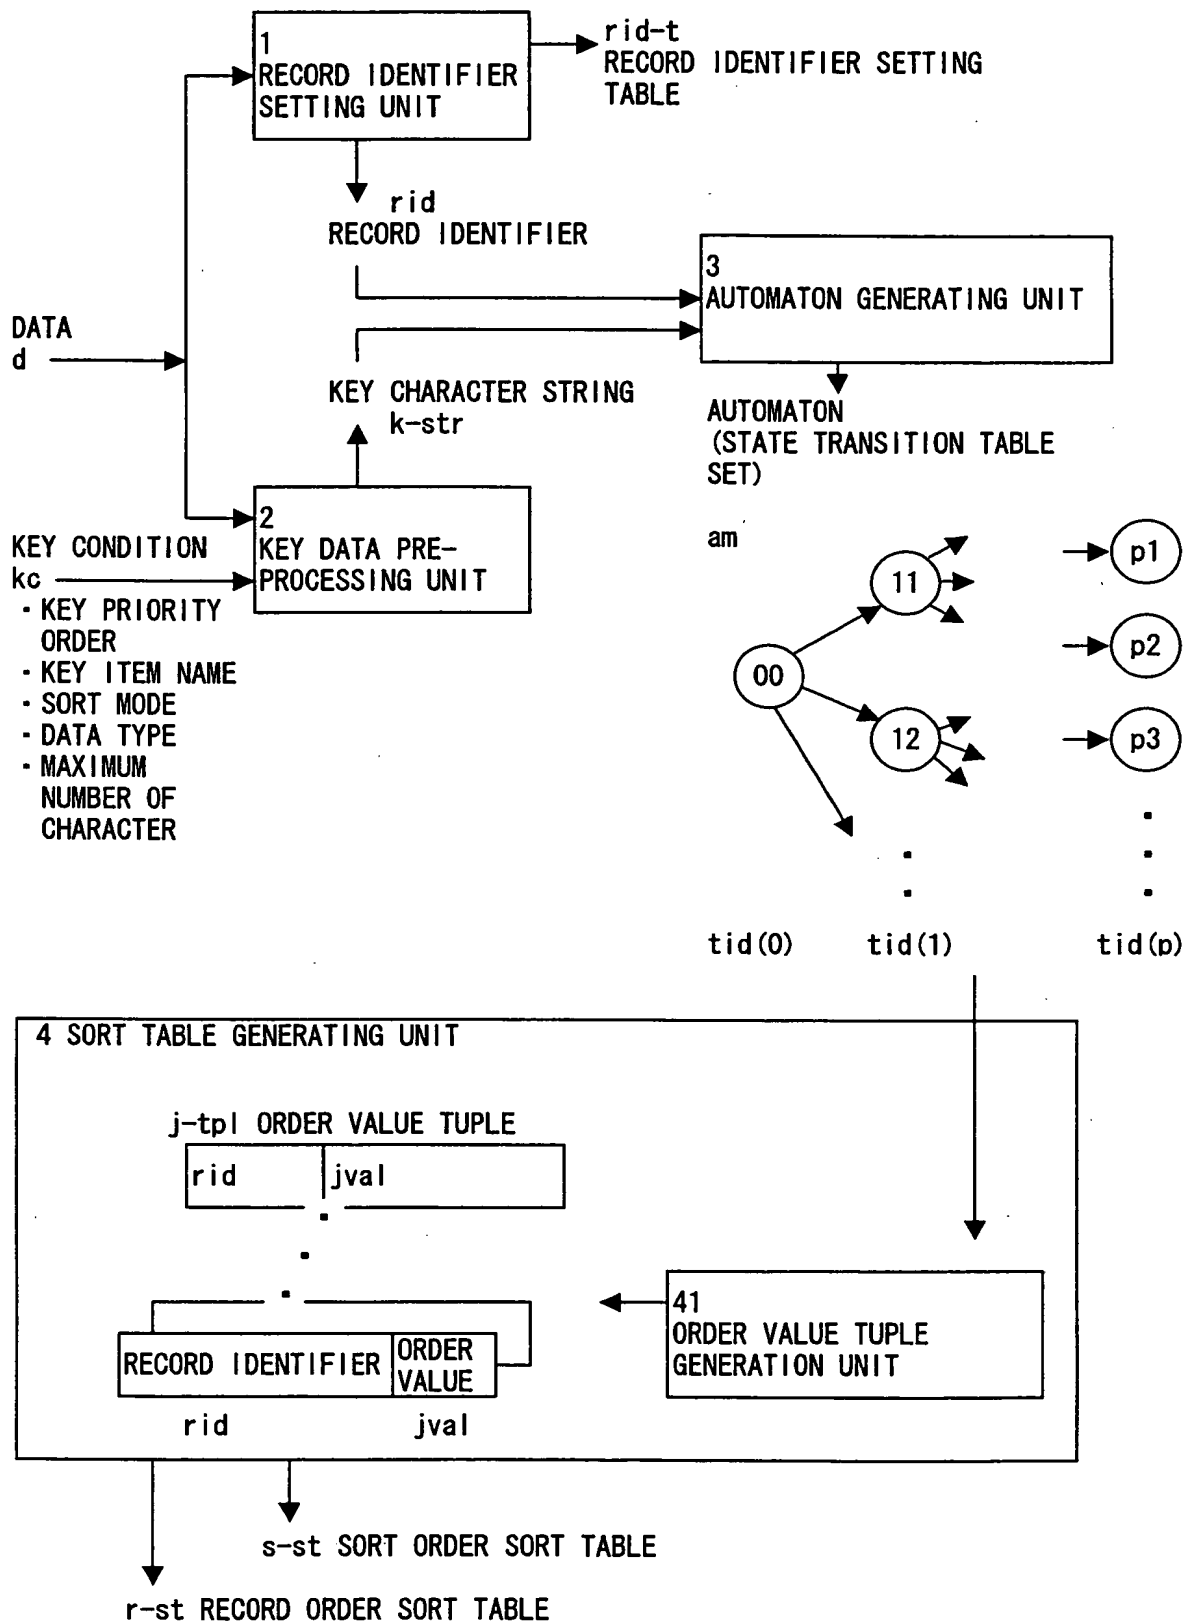 1
RECORD IDENTIFIER
SETTING UNIT
rid-t
RECORD IDENTIFIER SETTING
TABLE
rid
RECORD IDENTIFIER
3
AUTOMATON GENERATING UNIT
DATA
d
KEY CHARACTER STRING
k-str
AUTOMATON
(STATE TRANSITION TABLE
SET)
2
KEY DATA PRE-
PROCESSING UNIT
KEY CONDITION
kc
- KEY PRIORITY
ORDER
- KEY ITEM NAME
- SORT MODE
- DATA TYPE
- MAXIMUM
NUMBER OF
CHARACTER
am
00
11
12
p1
p2
p3
tid(0) tid(1) tid(p)
4 SORT TABLE GENERATING UNIT
j-tpl ORDER VALUE TUPLE
rid jval
RECORD IDENTIFIER
ORDER
VALUE
rid jval
41
ORDER VALUE TUPLE
GENERATION UNIT
s-st SORT ORDER SORT TABLE
r-st RECORD ORDER SORT TABLE